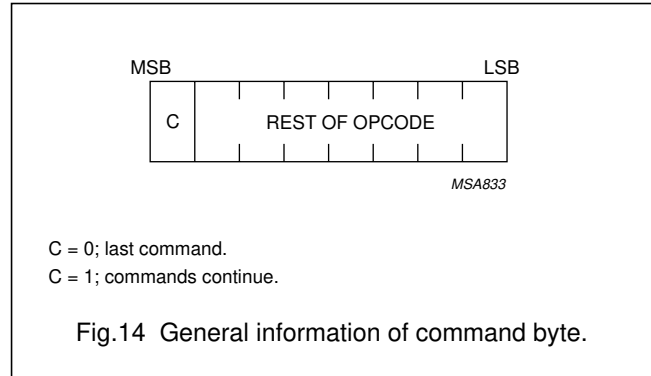 MSB LSB
C REST OF OPCODE
MSA833
C = 0; last command.
C = 1; commands continue.
Fig.14 General information of command byte.